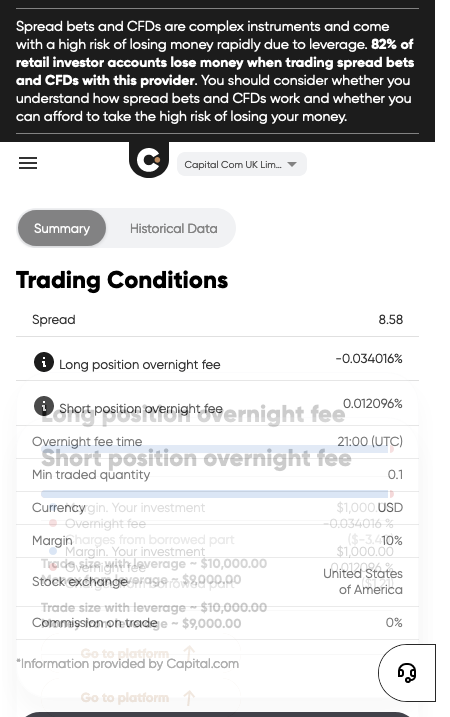 Spread bets and CFDs are complex instruments and come
with a high risk of losing money rapidly due to leverage. 82% of
retail investor accounts lose money when trading spread bets
and CFDs with this provider. You should consider whether you
understand how spread bets and CFDs work and whether you
can afford to take the high risk of losing your money.
Capital Com UK Lim...
Summary Historical Data
Trading Conditions
Spread 8.58
Long position overnight fee -0.034016%
Short position overnight fee 0.012096%
Long position overnight fee
Overnight fee time 21:00 (UTC)
Short position overnight fee
Min traded quantity 0.1
Currency USD
Margin. Your investment $1,000.00
Overnight fee -0.034016 %
Charges from borrowed part ($-3.4
Margin 10%
Margin. Your investment $1,000.00
Trade size with leverage ~ $10,000.00
Overnight fee 0.012096 %
Stock exchange United States
of America
Money from leverage ~ $9,000.00
from borrowed part
Trade size with leverage ~ $10,000.00
Commission on trade 0%
Money from leverage ~ $9,000.00
Go to platform
*Information provided by Capital.com
Go to platform